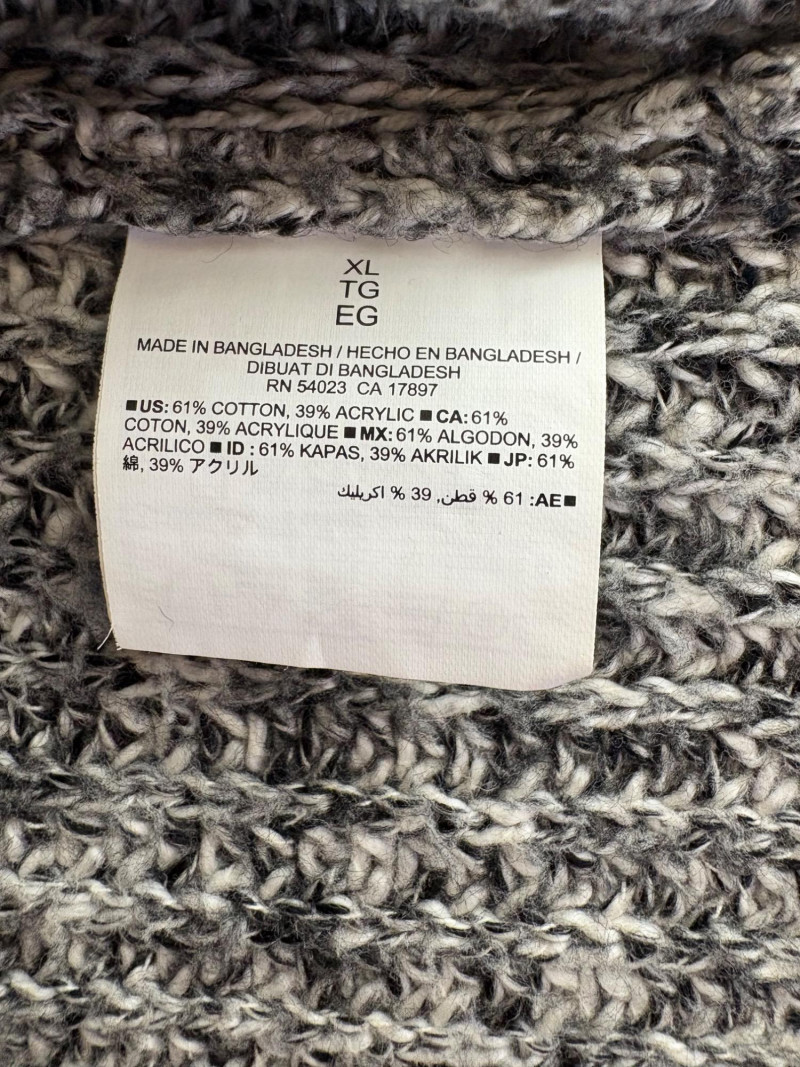 XL
TG
EG
MADE IN BANGLADESH / HECHO EN BANGLADESH /
DIBUAT DI BANGLADESH
RN 54023 CA 17897
■US: 61% COTTON, 39% ACRYLIC ■CA: 61%
COTON, 39% ACRYLIQUE ■MX: 61% ALGODON, 39%
ACRILICO ■ ID : 61% KAPAS, 39% AKRILIK ■ JP: 61%
綿, 39% アクリル
■AE: 61 % قطن, 39 % اكريليك